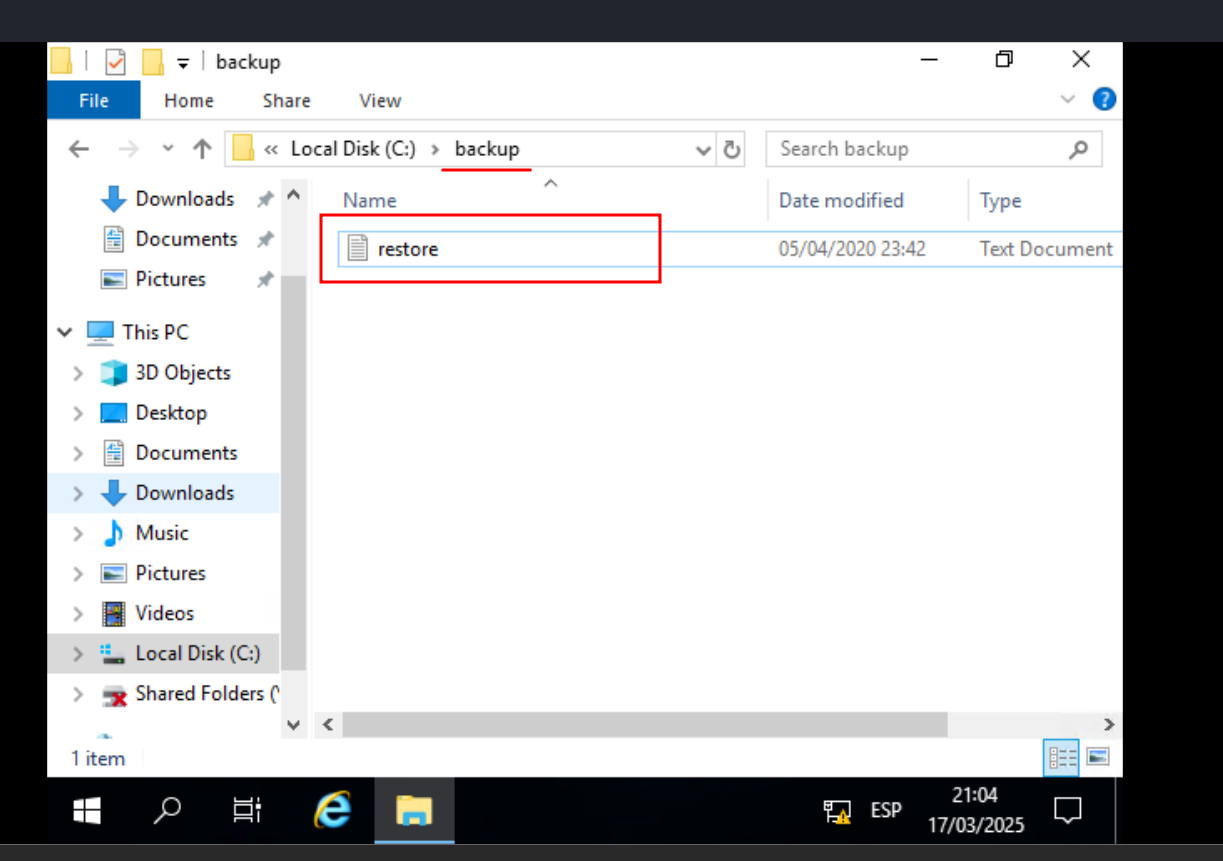 backup
File Home Share View
« Local Disk (C:) › backup Search backup
Name Date modified Type
restore 05/04/2020 23:42 Text Document
Downloads
Documents
Pictures
This PC
3D Objects
Desktop
Documents
Downloads
Music
Pictures
Videos
Local Disk (C:)
Shared Folders (
1 item
ESP
21:04
17/03/2025